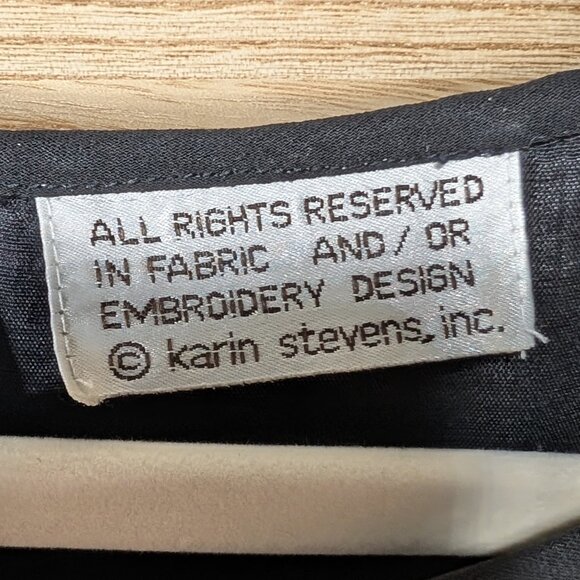 ALL RIGHTS RESERVED
IN FABRIC AND/OR
EMBROIDERY DESIGN
© karin stevens, inc.